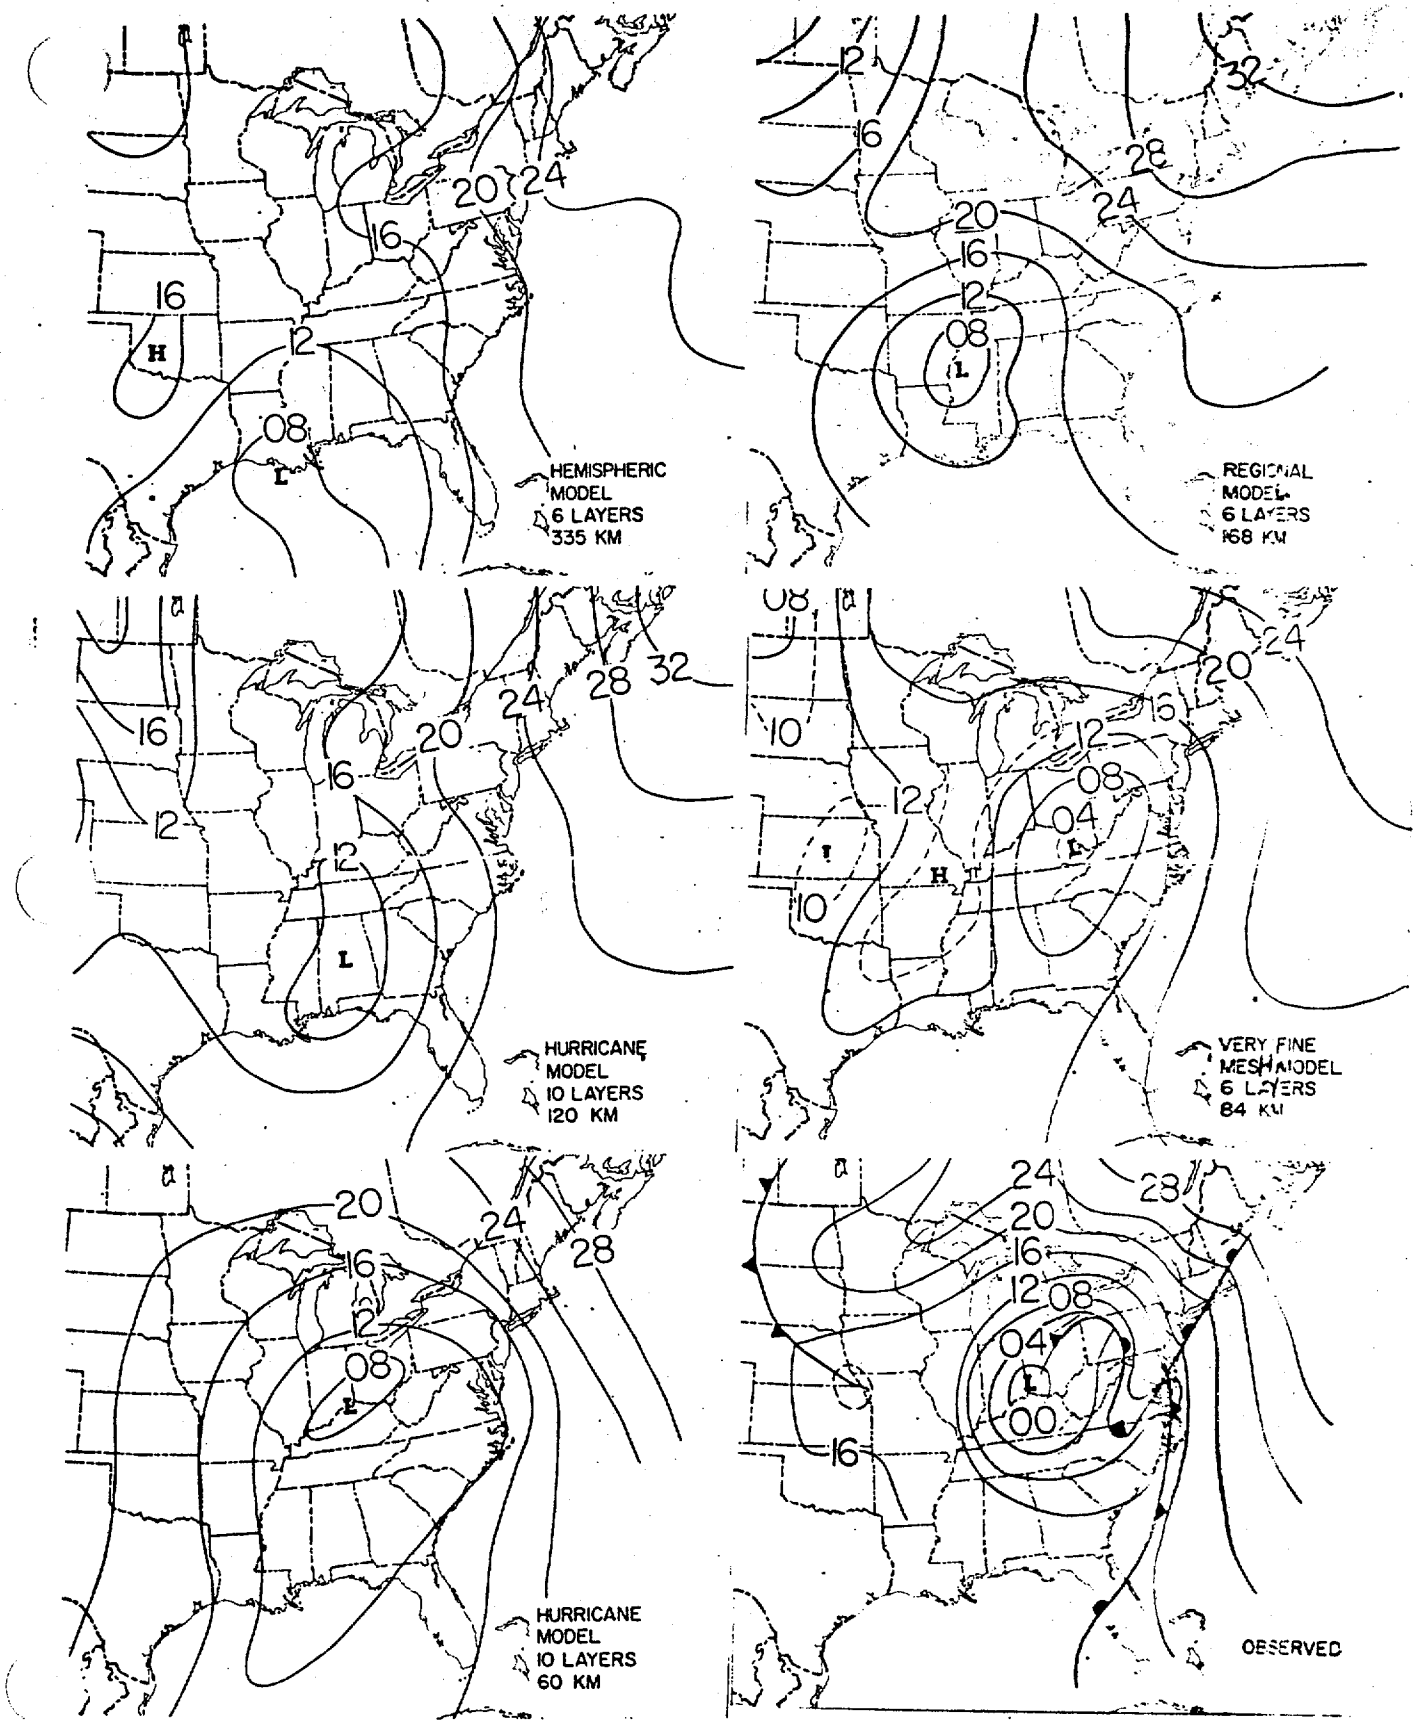 20 24
16
16
H
12
08
L
HEMISPHERIC
MODEL
6 LAYERS
335 KM
12
32
16
28
24
20
16
12
08
L
REGIONAL
MODEL
6 LAYERS
168 KM
28 32
24
16
20
16
12
12
L
HURRICANE
MODEL
10 LAYERS
120 KM
08
24
20
16
10
12
08
12
04
L
H
10
VERY FINE
MESH MODEL
6 LAYERS
84 KM
20
24
28
16
12
08
L
HURRICANE
MODEL
10 LAYERS
60 KM
24
28
20
16
12 08
04
L
00
16
OBSERVED